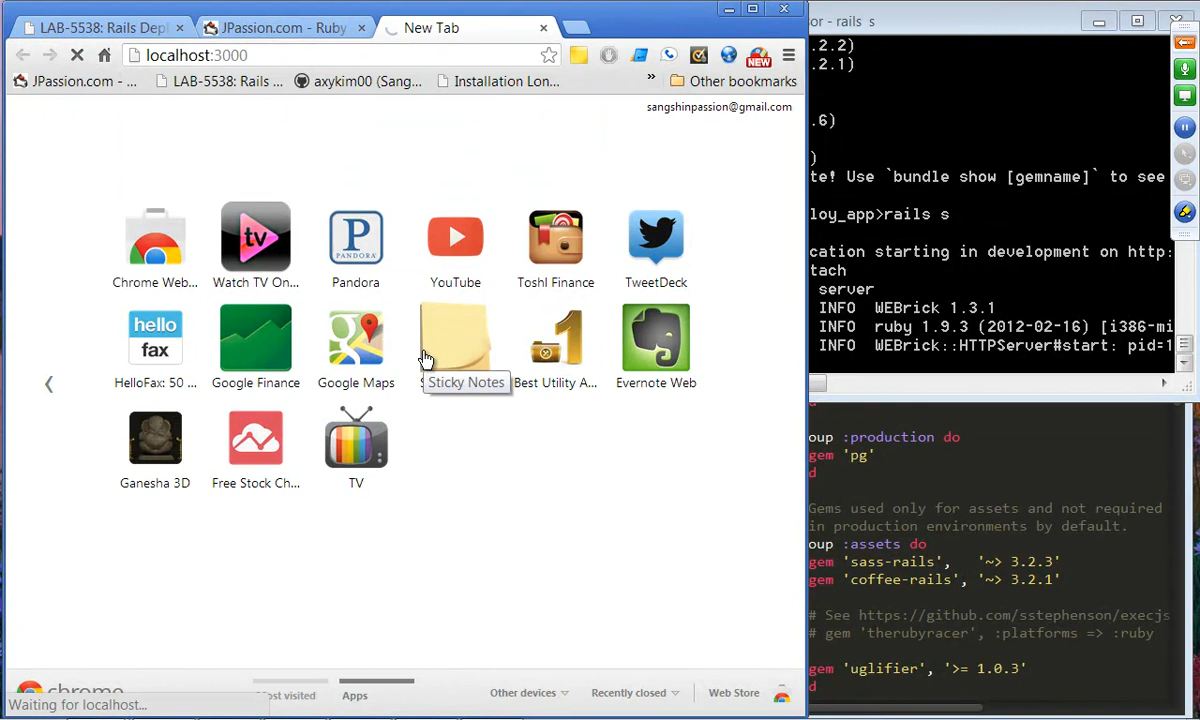 LAB-5538: Rails Depl
JPassion.com - Ruby
New Tab
localhost:3000
NEW
JPassion.com - ...
LAB-5538: Rails ...
axykim00 (Sang...
Installation Lon...
»
Other bookmarks
sangshinpassion@gmail.com
tv
P
PANDORA
Chrome Web...
Watch TV On...
Pandora
YouTube
Toshl Finance
TweetDeck
hello
fax
1
HelloFax: 50 ...
Google Finance
Google Maps
Sticky Notes
Best Utility A...
Evernote Web
Ganesha 3D
Free Stock Ch...
TV
chrome
Most visited
Apps
Other devices
Recently closed
Web Store
Waiting for localhost...
or - rails  s
.2.2)
.2.1)
.6)
)
te! Use `bundle show [gemname]` to see
loy_app>rails s
cation starting in development on http:
tach
server
INFO  WEBrick 1.3.1
INFO  ruby 1.9.3 (2012-02-16) [i386-mi
INFO  WEBrick::HTTPServer#start: pid=1
oup :production do
gem 'pg'
d
Gems used only for assets and not required
in production environments by default.
oup :assets do
gem 'sass-rails',   '~> 3.2.3'
gem 'coffee-rails', '~> 3.2.1'
# See https://github.com/sstephenson/execjs
# gem 'therubyracer', :platforms => :ruby
gem 'uglifier', '>= 1.0.3'
d